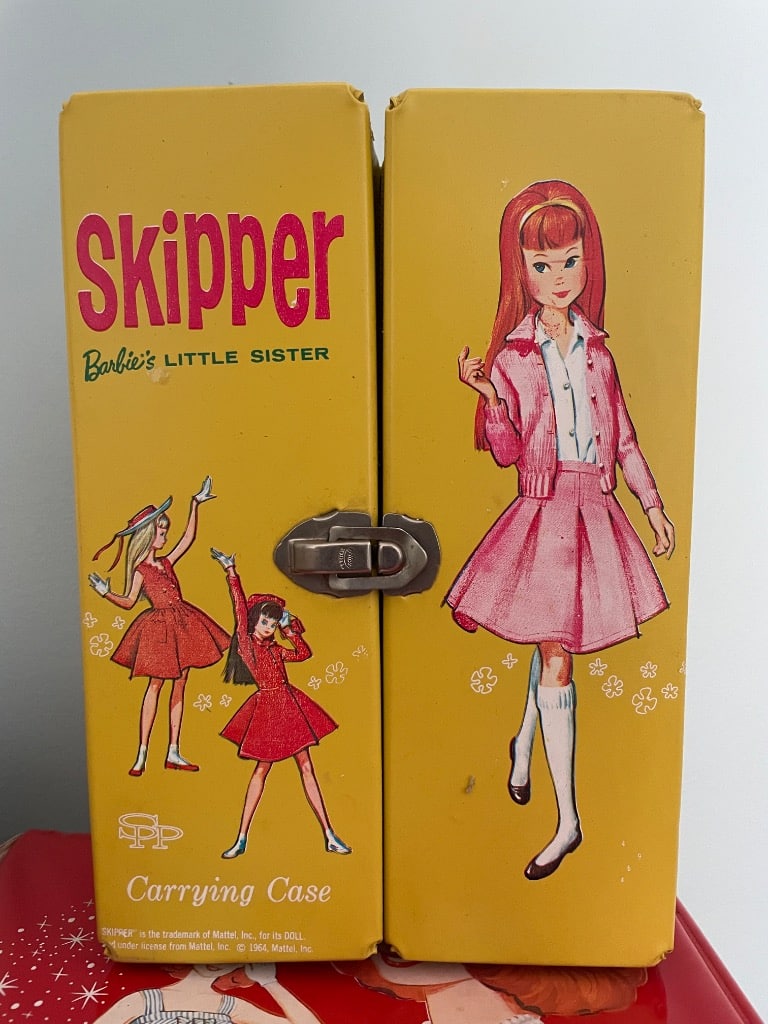 Skipper
Barbie's LITTLE SISTER
SPP
Carrying Case
SKIPPER is the trademark of Mattel, Inc., for its DOLL.
under license from Mattel, Inc. © 1964, Mattel, Inc.